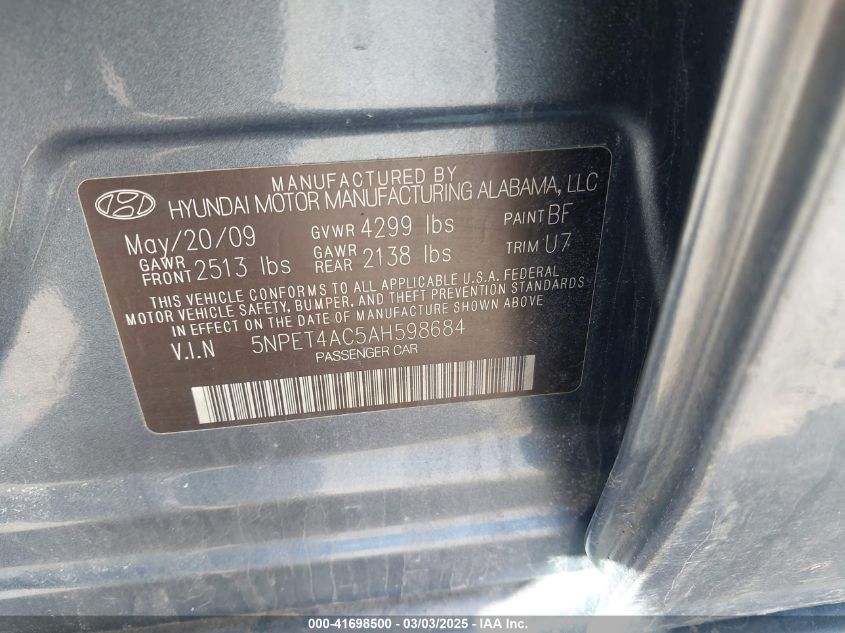 MANUFACTURED BY
HYUNDAI MOTOR MANUFACTURING ALABAMA, LLC
May/20/09 GVWR 4299 lbs PAINT BF
GAWR FRONT 2513 lbs GAWR REAR 2138 lbs TRIM U7
THIS VEHICLE CONFORMS TO ALL APPLICABLE U.S.A. FEDERAL
MOTOR VEHICLE SAFETY, BUMPER, AND THEFT PREVENTION STANDARDS
IN EFFECT ON THE DATE OF MANUFACTURE SHOWN ABOVE
V.I.N 5NPET4AC5AH598684
PASSENGER CAR
000-41698500 - 03/03/2025 - IAA Inc.